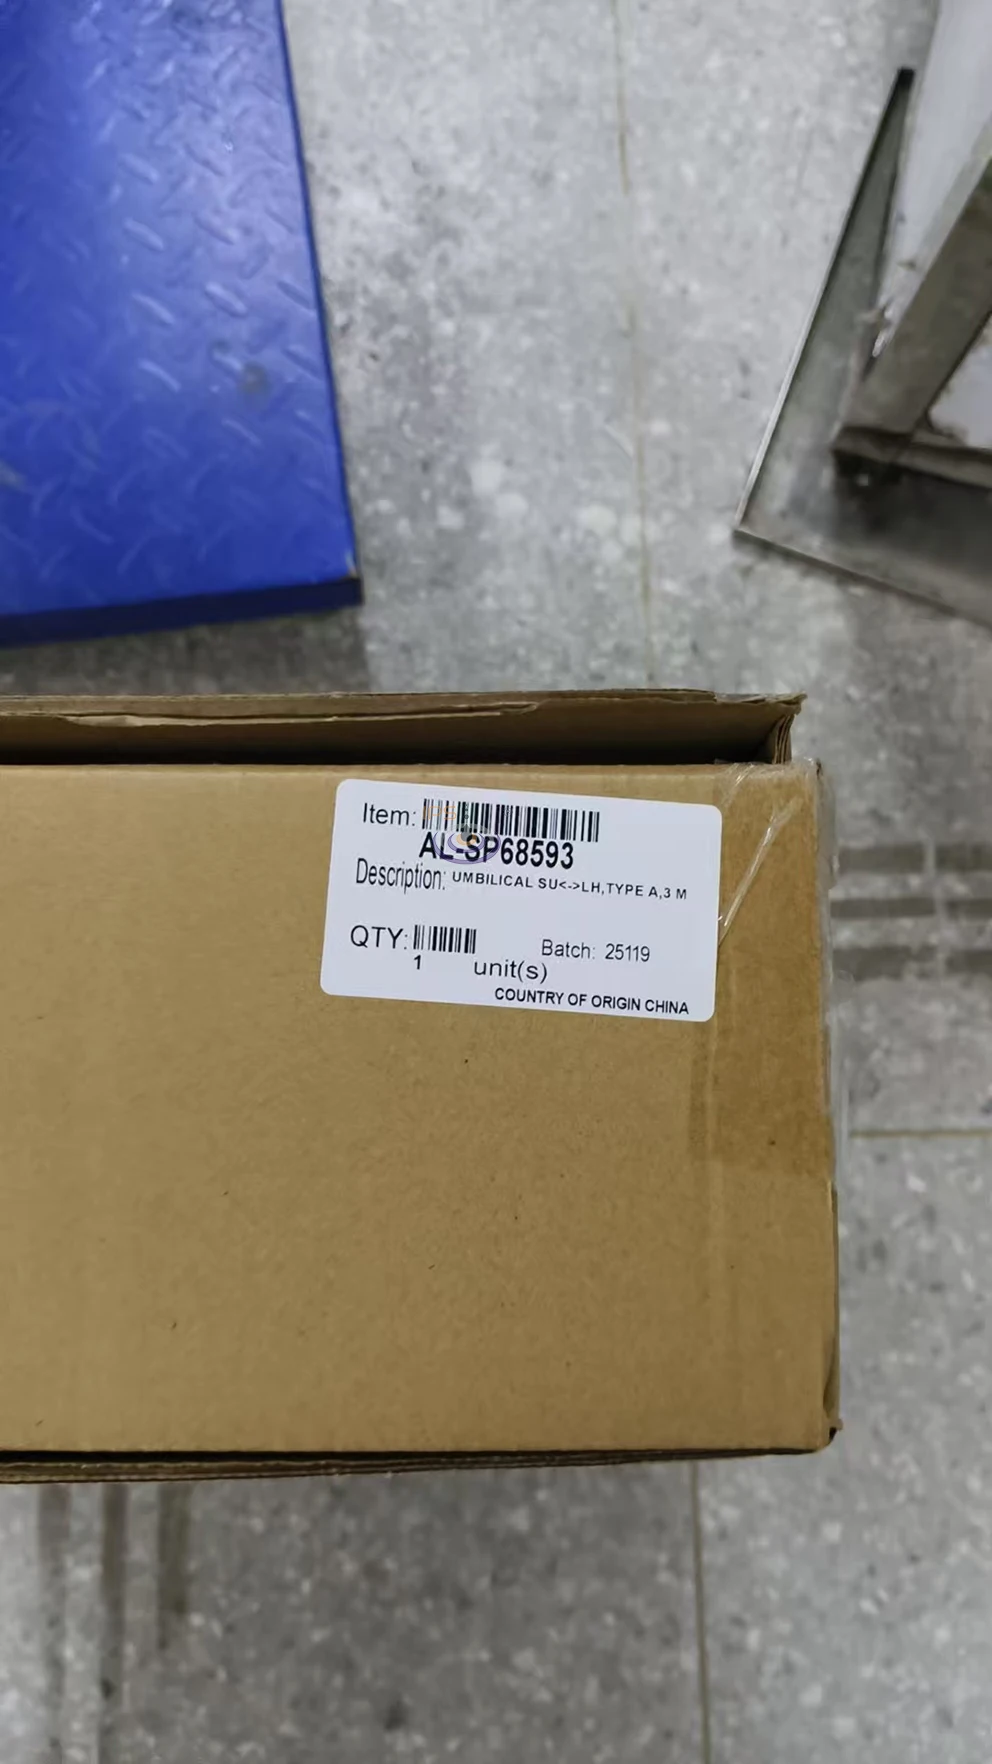 Item:
AL-SP68593
Description: UMBILICAL SU<->LH,TYPE A,3 M
QTY: Batch: 25119
1 unit(s)
COUNTRY OF ORIGIN CHINA